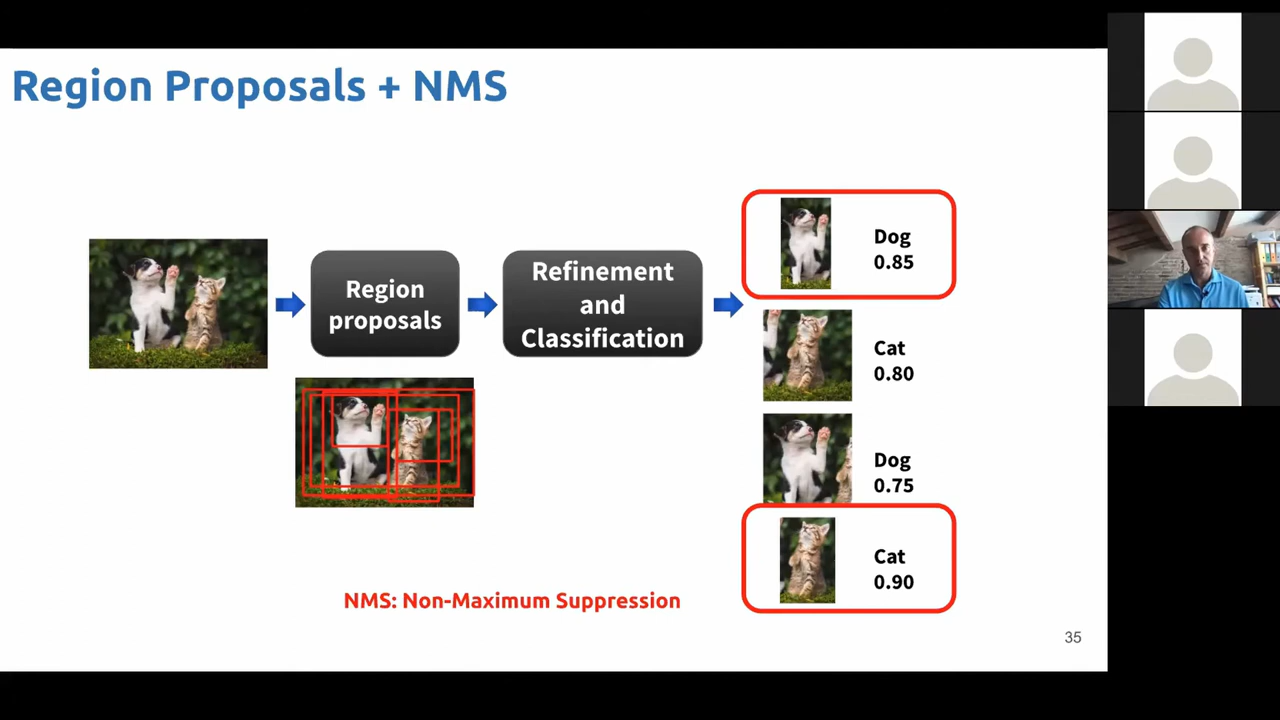 Region Proposals + NMS
Region
proposals
Refinement
and
Classification
Dog
0.85
Cat
0.80
Dog
0.75
Cat
0.90
NMS: Non-Maximum Suppression
35